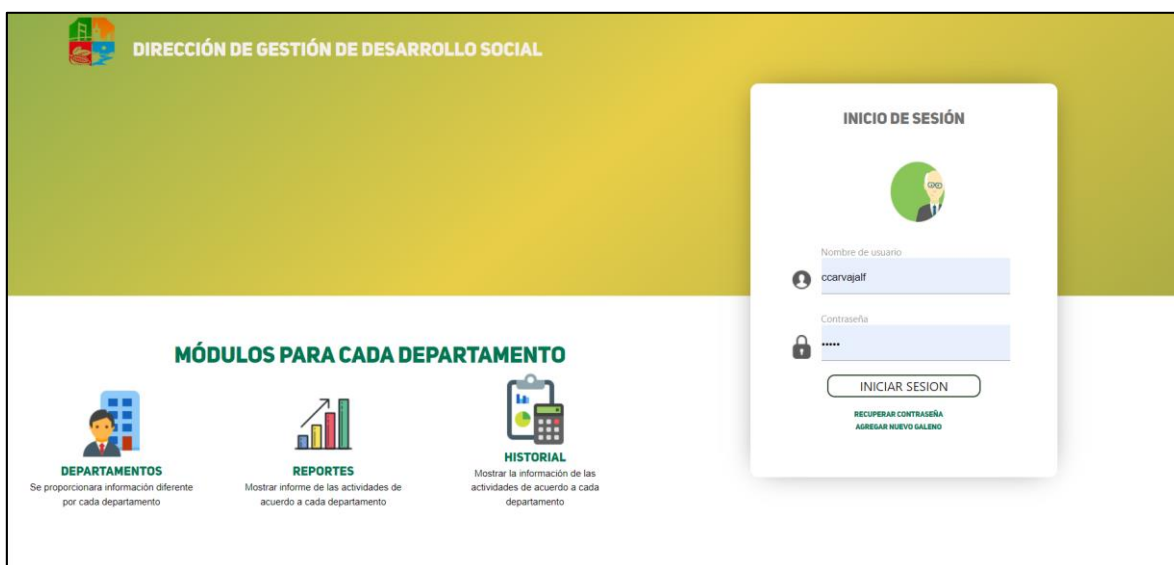 DIRECCIÓN DE GESTIÓN DE DESARROLLO SOCIAL
INICIO DE SESIÓN
Nombre de usuario
ccarvajalf
Contraseña
•••••
INICIAR SESION
RECUPERAR CONTRASEÑA
AGREGAR NUEVO GALENO
MÓDULOS PARA CADA DEPARTAMENTO
DEPARTAMENTOS
Se proporcionara información diferente
por cada departamento
REPORTES
Mostrar informe de las actividades de
acuerdo a cada departamento
HISTORIAL
Mostrar la información de las
actividades de acuerdo a cada
departamento